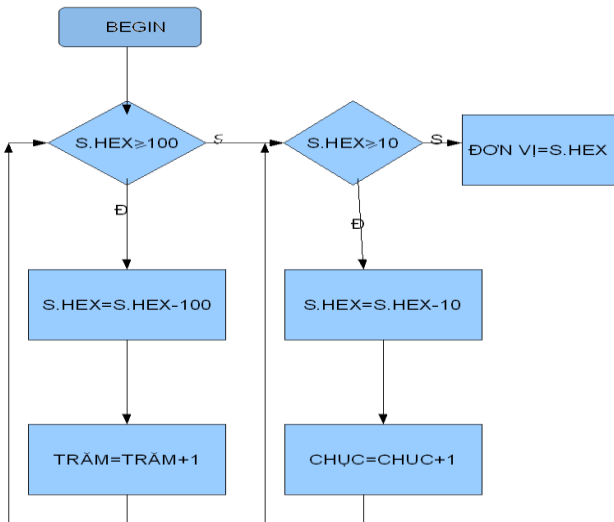 BEGIN
S.HEX⩾100
S
S.HEX⩾10
S
ĐƠN VỊ=S.HEX
Đ
Đ
S.HEX=S.HEX-100
S.HEX=S.HEX-10
TRĂM=TRĂM+1
CHỤC=CHUC+1